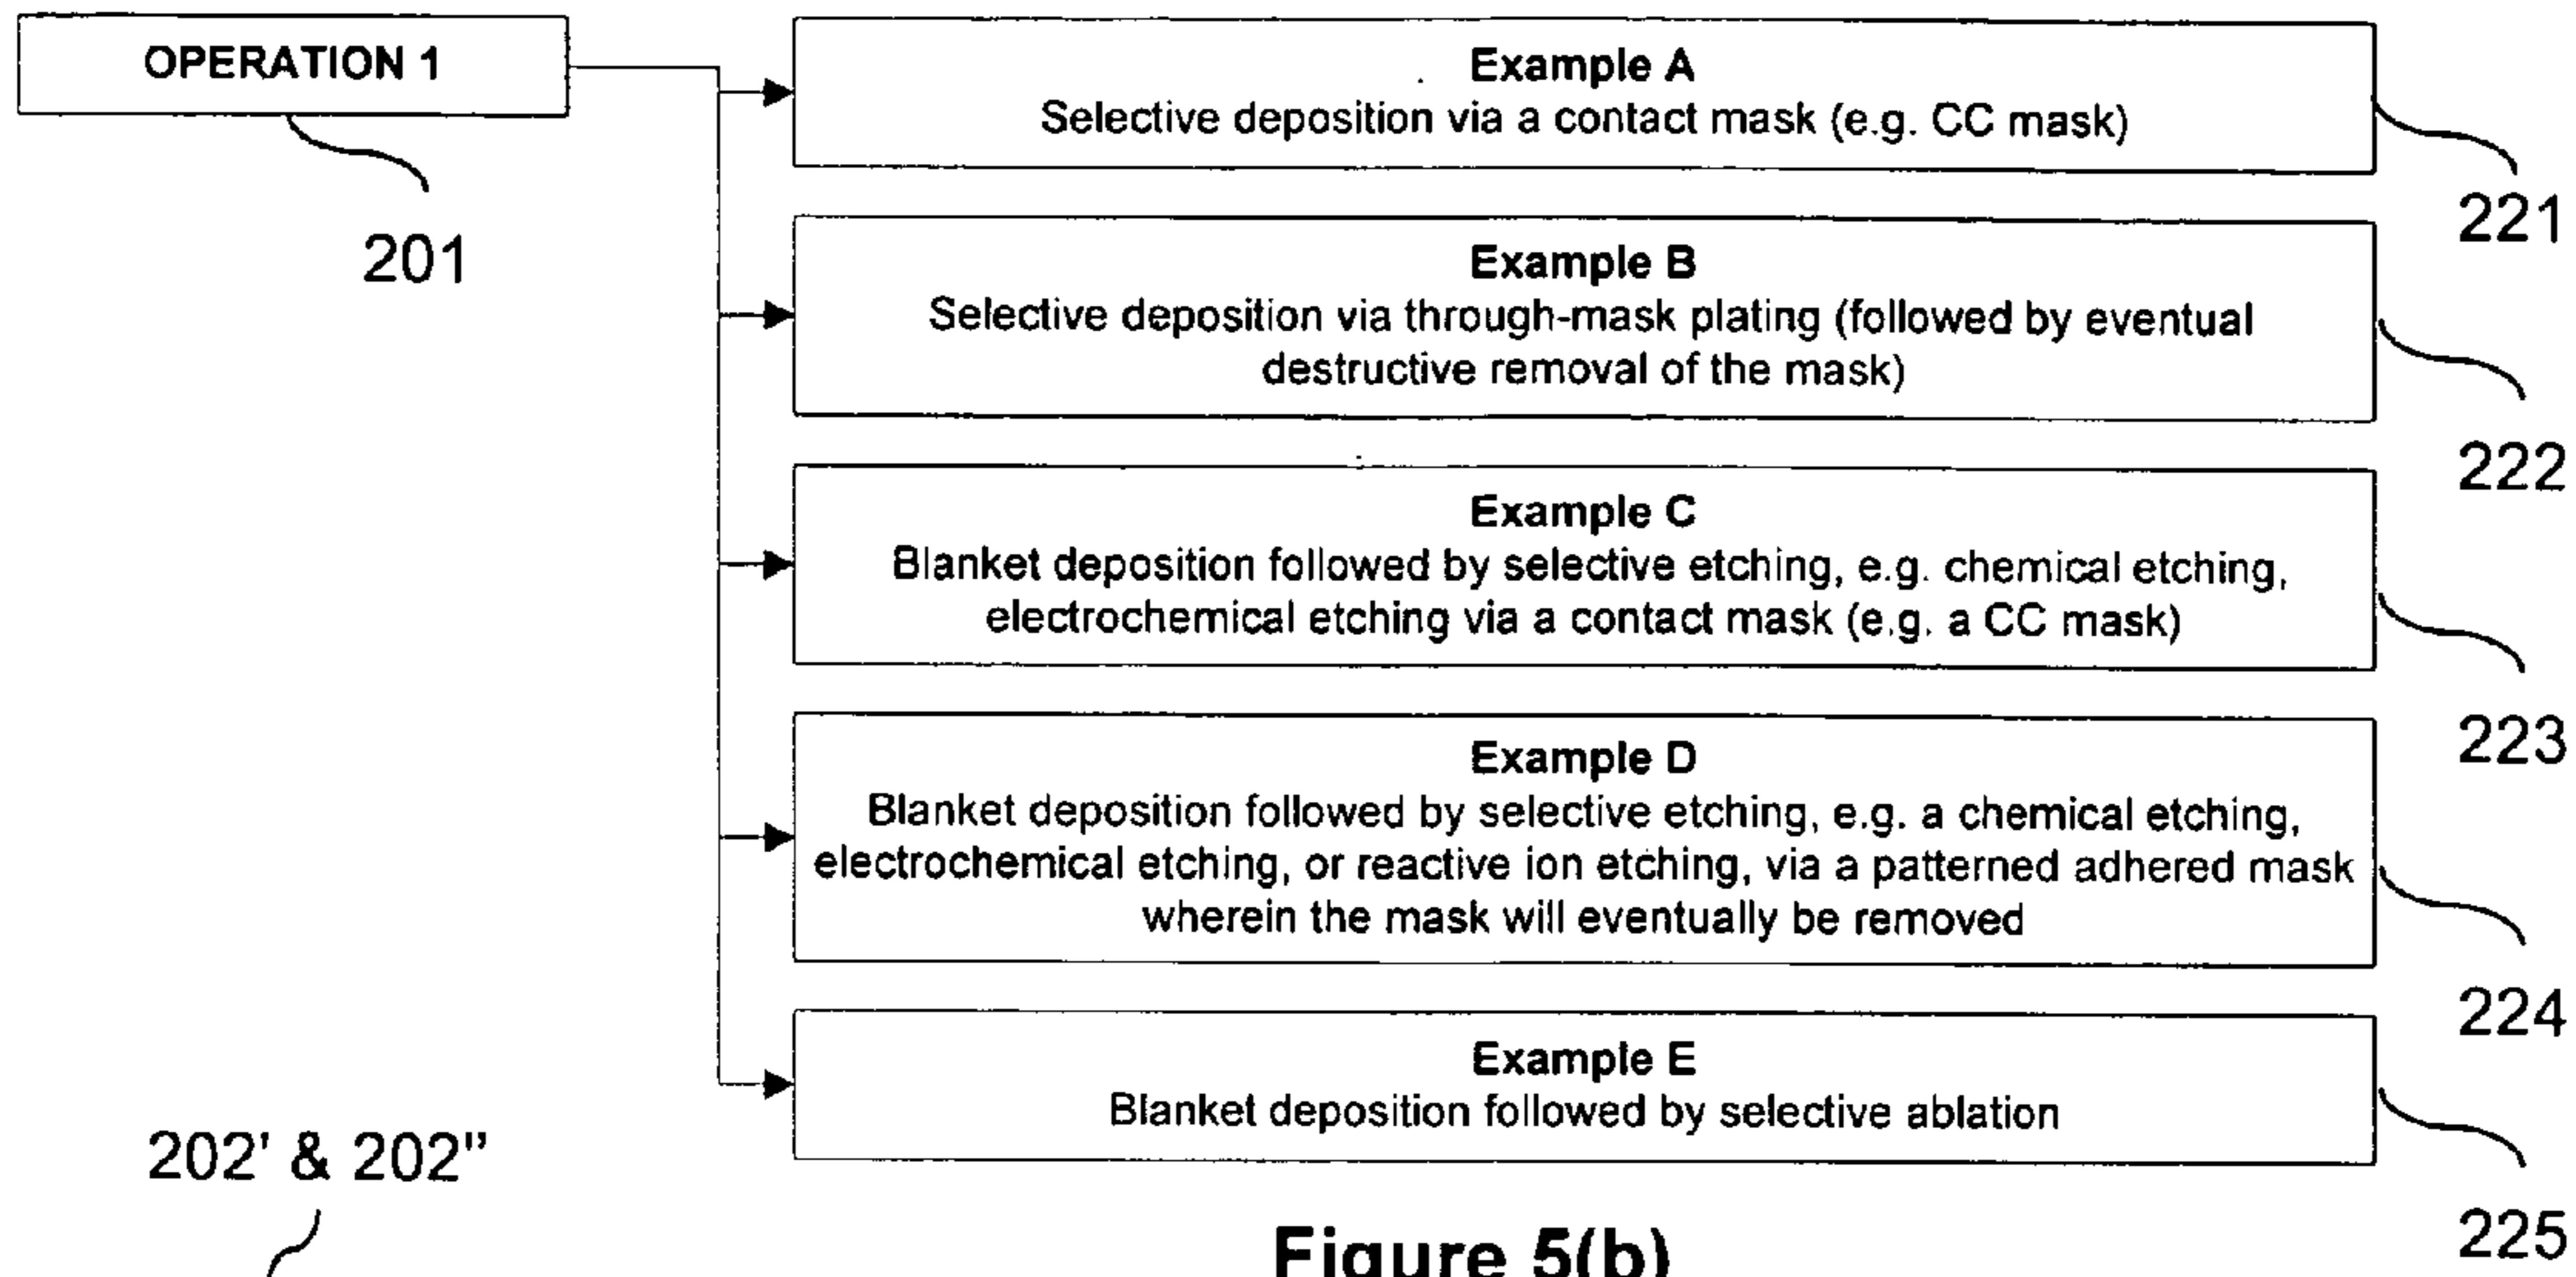 OPERATION 1
201
Example A
Selective deposition via a contact mask (e.g. CC mask)
221
Example B
Selective deposition via through-mask plating (followed by eventual
destructive removal of the mask)
222
Example C
Blanket deposition followed by selective etching, e.g. chemical etching,
electrochemical etching via a contact mask (e.g. a CC mask)
223
Example D
Blanket deposition followed by selective etching, e.g. a chemical etching,
electrochemical etching, or reactive ion etching, via a patterned adhered mask
wherein the mask will eventually be removed
224
Example E
Blanket deposition followed by selective ablation
225
202' & 202"
Figure 5(b)